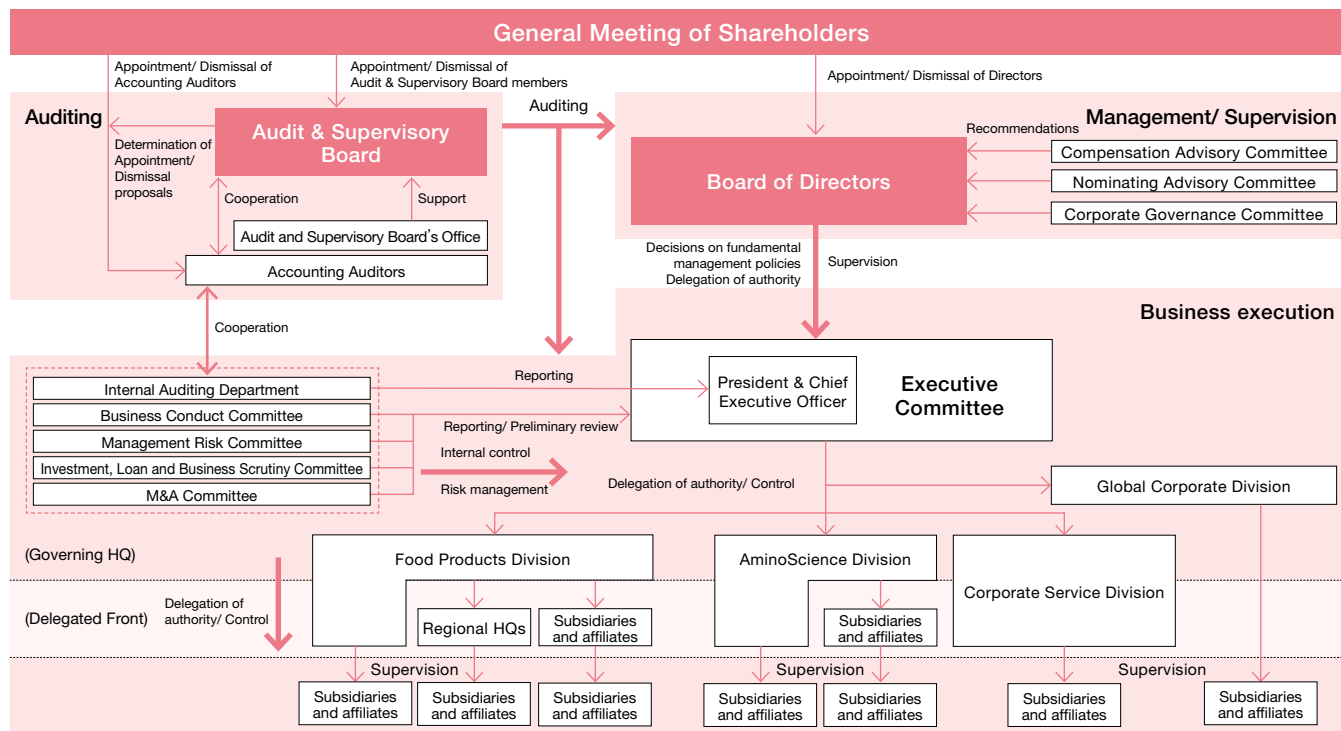 General Meeting of Shareholders
Appointment/ Dismissal of
Accounting Auditors
Appointment/ Dismissal of
Audit & Supervisory Board members
Appointment/ Dismissal of Directors
Auditing
Audit & Supervisory
Board
Determination of
Appointment/
Dismissal
proposals
Cooperation
Support
Audit and Supervisory Board's Office
Accounting Auditors
Auditing
Management/ Supervision
Recommendations
Board of Directors
Compensation Advisory Committee
Nominating Advisory Committee
Corporate Governance Committee
Decisions on fundamental
management policies
Delegation of authority
Supervision
Cooperation
Business execution
Internal Auditing Department
Business Conduct Committee
Management Risk Committee
Investment, Loan and Business Scrutiny Committee
M&A Committee
Reporting
Reporting/ Preliminary review
Internal control
Risk management
President & Chief
Executive Officer
Executive
Committee
Delegation of authority/ Control
Global Corporate Division
(Governing HQ)
Food Products Division
AminoScience Division
Corporate Service Division
(Delegated Front)
Delegation of
authority/ Control
Regional HQs
Subsidiaries
and affiliates
Subsidiaries
and affiliates
Supervision
Supervision
Supervision
Subsidiaries
and affiliates
Subsidiaries
and affiliates
Subsidiaries
and affiliates
Subsidiaries
and affiliates
Subsidiaries
and affiliates
Subsidiaries
and affiliates
Subsidiaries
and affiliates